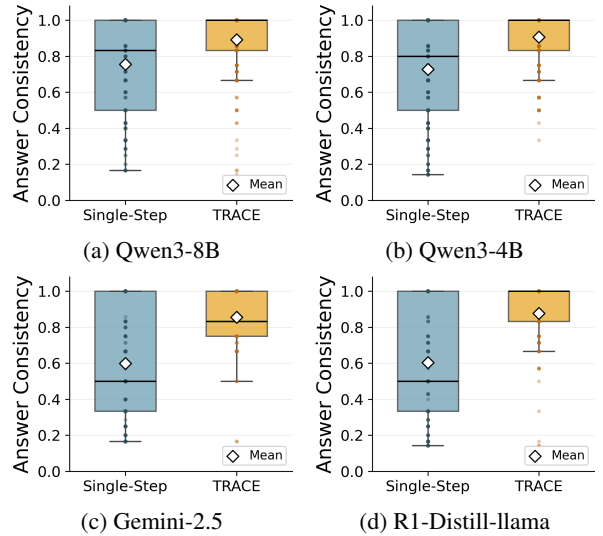 Answer Consistency
1.0
0.8
0.6
0.4
0.2
0.0
Mean
Single-Step TRACE
(a) Qwen3-8B
Answer Consistency
1.0
0.8
0.6
0.4
0.2
0.0
Mean
Single-Step TRACE
(b) Qwen3-4B
Answer Consistency
1.0
0.8
0.6
0.4
0.2
0.0
Mean
Single-Step TRACE
(c) Gemini-2.5
Answer Consistency
1.0
0.8
0.6
0.4
0.2
0.0
Mean
Single-Step TRACE
(d) R1-Distill-llama